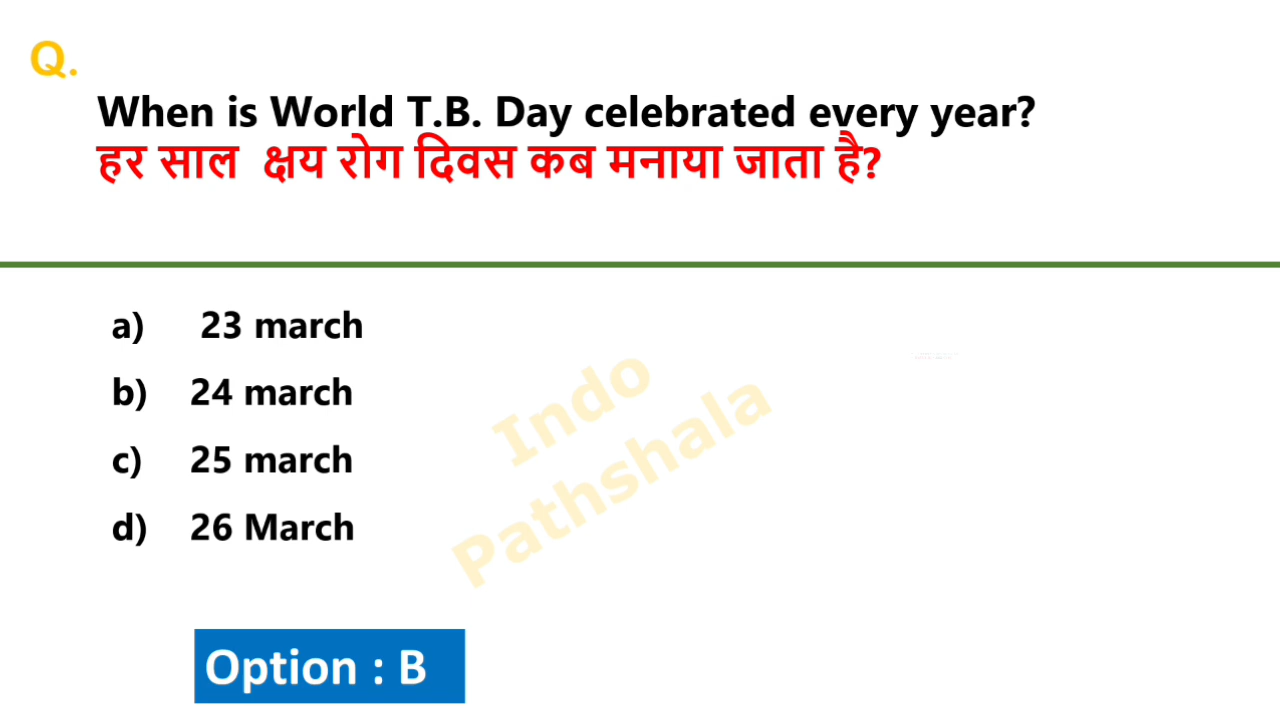 Q.
When is World T.B. Day celebrated every year?
हर साल क्षय रोग दिवस कब मनाया जाता है?
a) 23 march
b) 24 march
c) 25 march
d) 26 March
Indo
Pathshala
Option : B